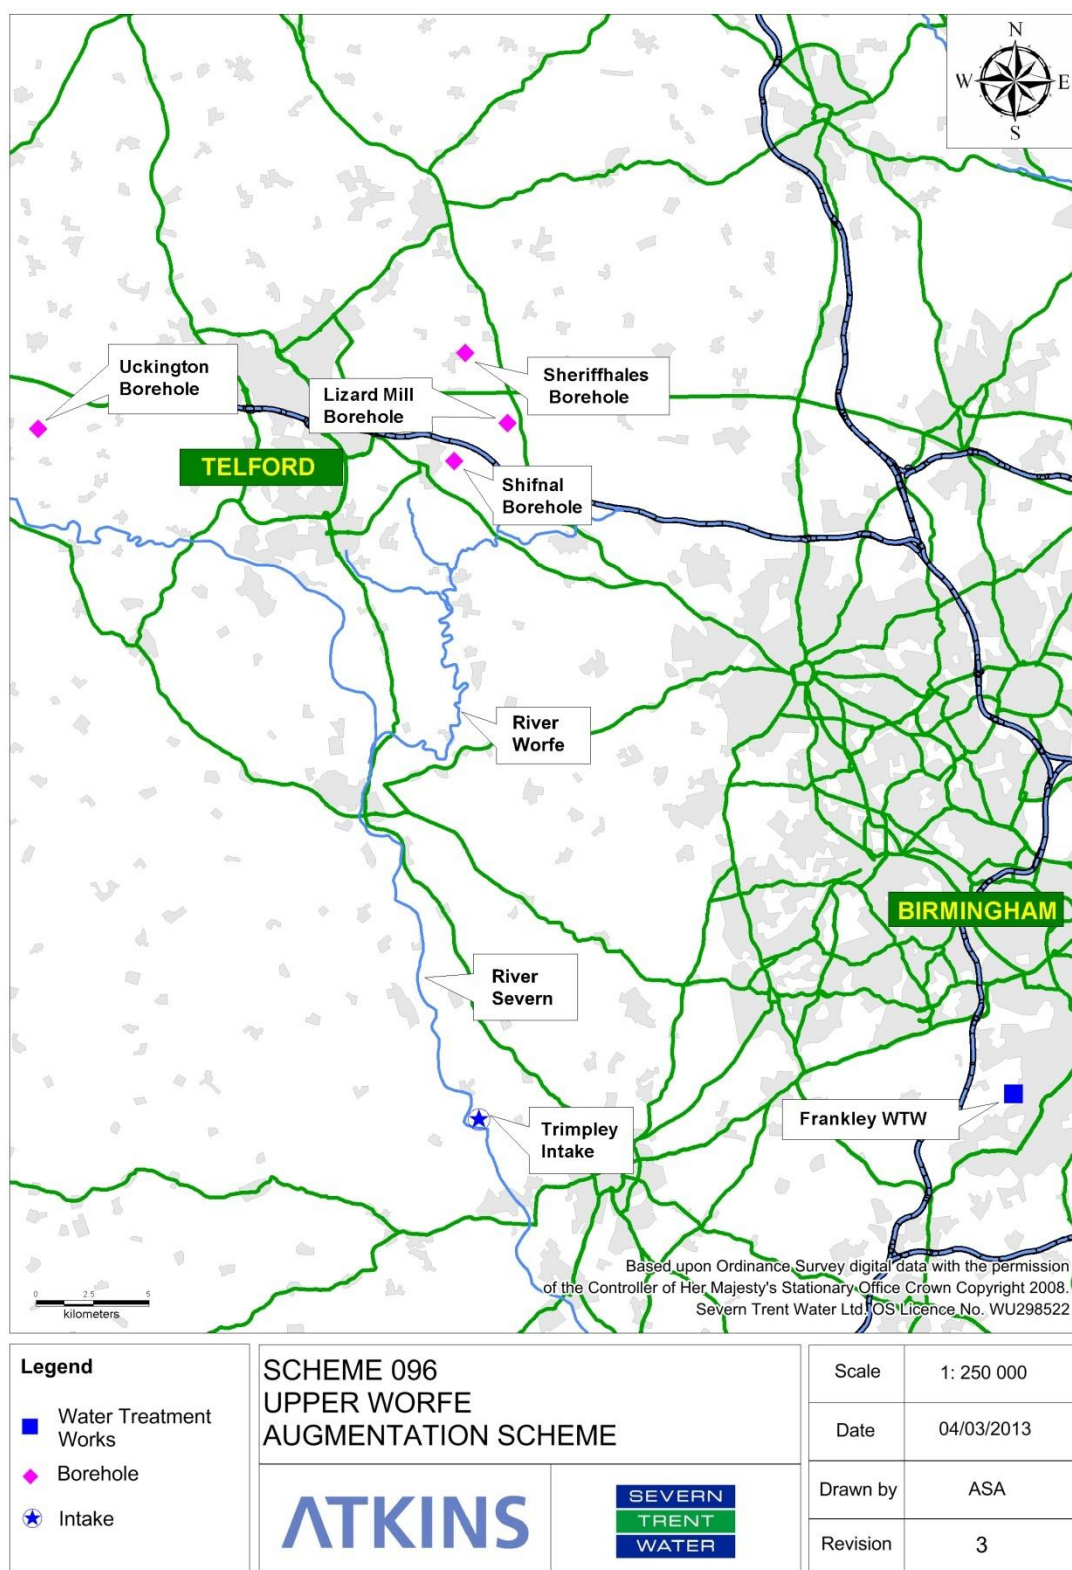 N
W
E
S
Uckington
Borehole
Lizard Mill
Borehole
Sheriffhales
Borehole
TELFORD
Shifnal
Borehole
River
Worfe
BIRMINGHAM
River
Severn
Trimpley
Intake
Frankley WTW
Based upon Ordinance Survey digital data with the permission
of the Controller of Her Majesty's Stationary Office Crown Copyright 2008.
Severn Trent Water Ltd. OS Licence No. WU298522
0 2.5 5
kilometers
Legend
Water Treatment
Works
Borehole
Intake
SCHEME 096
UPPER WORFE
AUGMENTATION SCHEME
ATKINS
SEVERN
TRENT
WATER
Scale 1: 250 000
Date 04/03/2013
Drawn by ASA
Revision 3